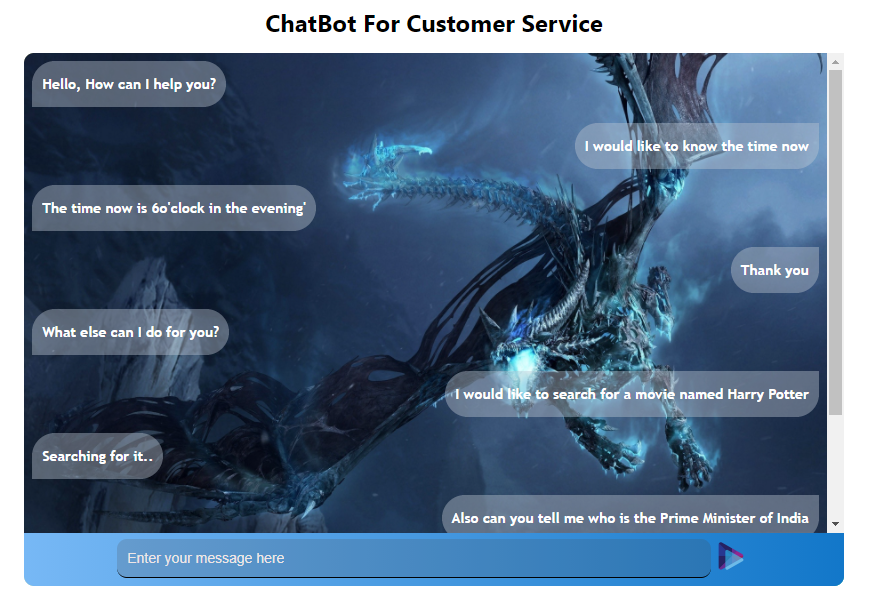 ChatBot For Customer Service
Hello, How can I help you?
I would like to know the time now
The time now is 6o'clock in the evening'
Thank you
What else can I do for you?
I would like to search for a movie named Harry Potter
Searching for it..
Also can you tell me who is the Prime Minister of India
Enter your message here